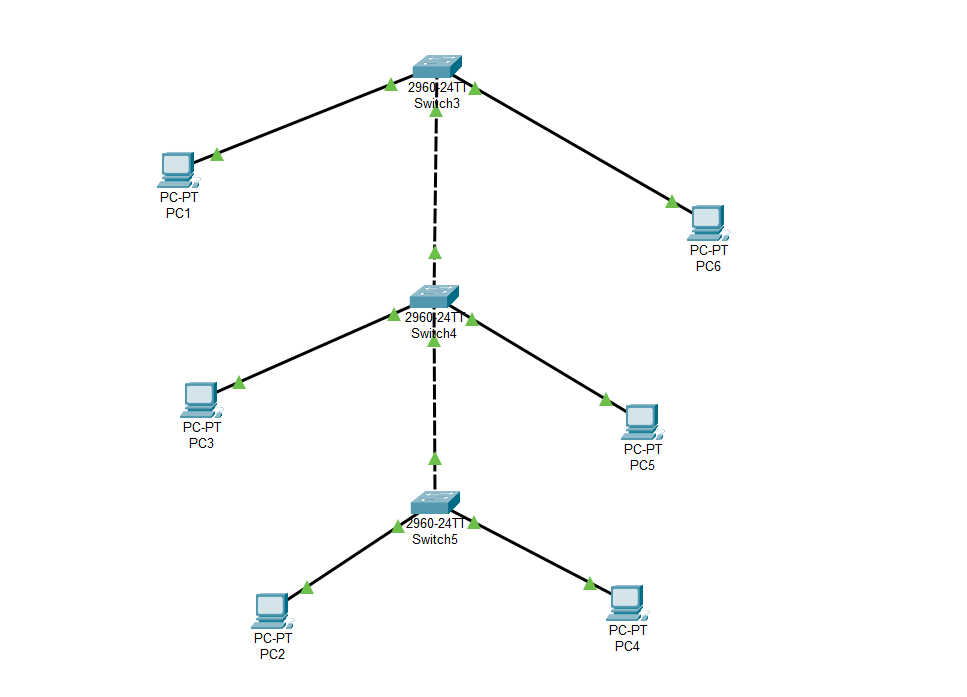 2960-24TT
Switch3
PC-PT
PC1
PC-PT
PC6
2960-24TT
Switch4
PC-PT
PC3
PC-PT
PC5
2960-24TT
Switch5
PC-PT
PC2
PC-PT
PC4